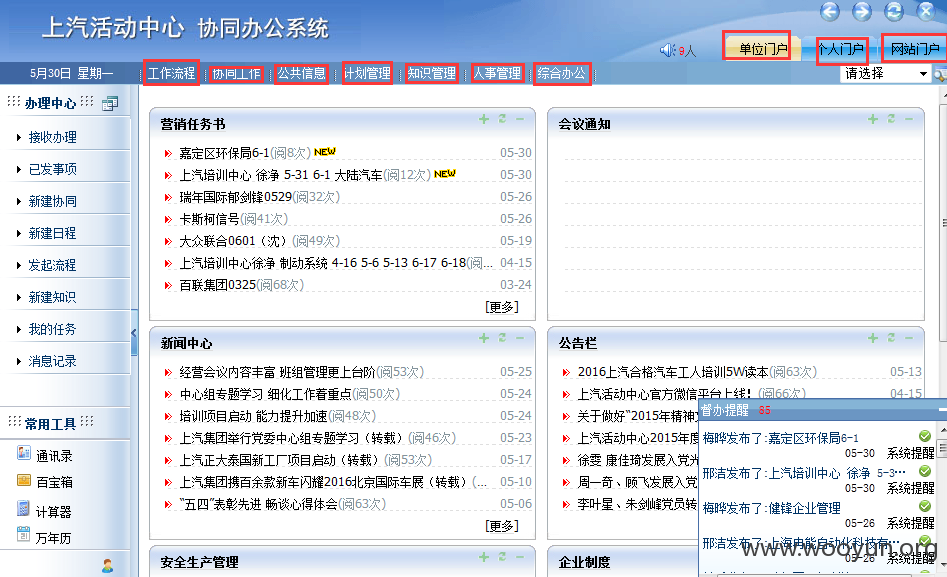 上汽活动中心 协同办公系统
9人
单位门户
个人门户
网站门户
5月30日 星期一
工作流程
协同工作
公共信息
计划管理
知识管理
人事管理
综合办公
请选择
办理中心
接收办理
已发事项
新建协同
新建日程
发起流程
新建知识
我的任务
消息记录
常用工具
通讯录
百宝箱
计算器
万年历
营销任务书
嘉定区环保局6-1(阅8次) NEW 05-30
上汽培训中心 徐净 5-31 6-1 大陆汽车(阅12次) NEW 05-30
瑞年国际郁剑锋0529(阅32次) 05-26
卡斯柯信号(阅41次) 05-26
大众联合0601（沈）(阅49次) 05-19
上汽培训中心徐净 制动系统 4-16 5-6 5-13 6-17 6-18(阅... 04-15
百联集团0325(阅68次) 03-24
[更多]
会议通知
新闻中心
经营会议内容丰富 班组管理更上台阶(阅53次) 05-25
中心组专题学习 细化工作着重点(阅50次) 05-24
培训项目启动 能力提升加速(阅48次) 05-24
上汽集团举行党委中心组专题学习（转载）(阅46次) 05-23
上汽正大泰国新工厂项目启动（转载）(阅53次) 05-17
上汽集团携百余款新车闪耀2016北京国际车展（转载）(... 05-10
“五四”表彰先进 畅谈心得体会(阅63次) 05-06
[更多]
公告栏
2016上汽合格汽车工人培训5W读本(阅63次) 05-13
上汽活动中心官方微信平台上线！(阅66次) 04-15
关于做好“2015年精神文
上汽活动中心2015年度
徐雯 康佳琦发展入党光
周一奇、顾飞发展入党
李叶星、朱剑峰党员转
督办提醒 85
梅晔发布了:嘉定区环保局6-1
05-30 系统提醒
邢洁发布了:上汽培训中心 徐净 5-3…
05-30 系统提醒
梅晔发布了:健锋企业管理
05-26 系统提醒
邢洁发布了:上海冉能自动化科技有…
05-26 系统提醒
www.wooyun.org
安全生产管理
企业制度